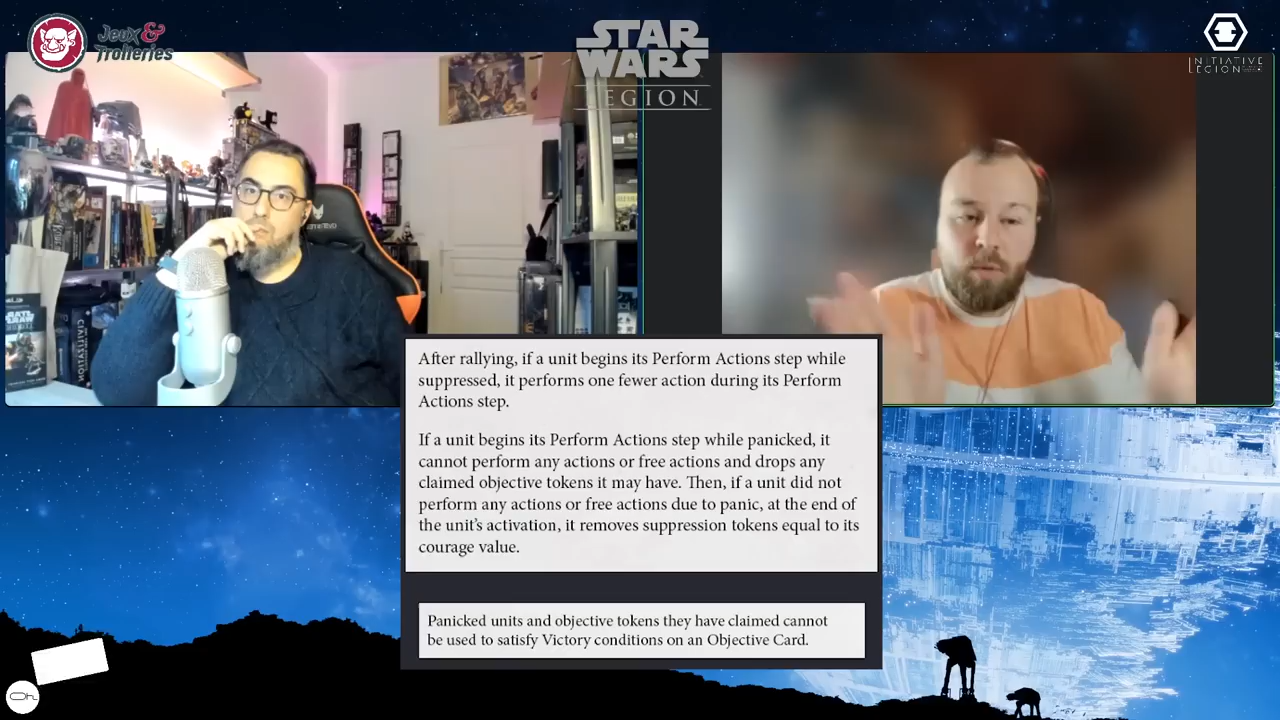 Jeux &
Trolleries
STAR
WARS
LEGION
INITIATIVE
LEGION
CIVILIZATION
After rallying, if a unit begins its Perform Actions step while
suppressed, it performs one fewer action during its Perform
Actions step.
If a unit begins its Perform Actions step while panicked, it
cannot perform any actions or free actions and drops any
claimed objective tokens it may have. Then, if a unit did not
perform any actions or free actions due to panic, at the end of
the unit's activation, it removes suppression tokens equal to its
courage value.
Panicked units and objective tokens they have claimed cannot
be used to satisfy Victory conditions on an Objective Card.